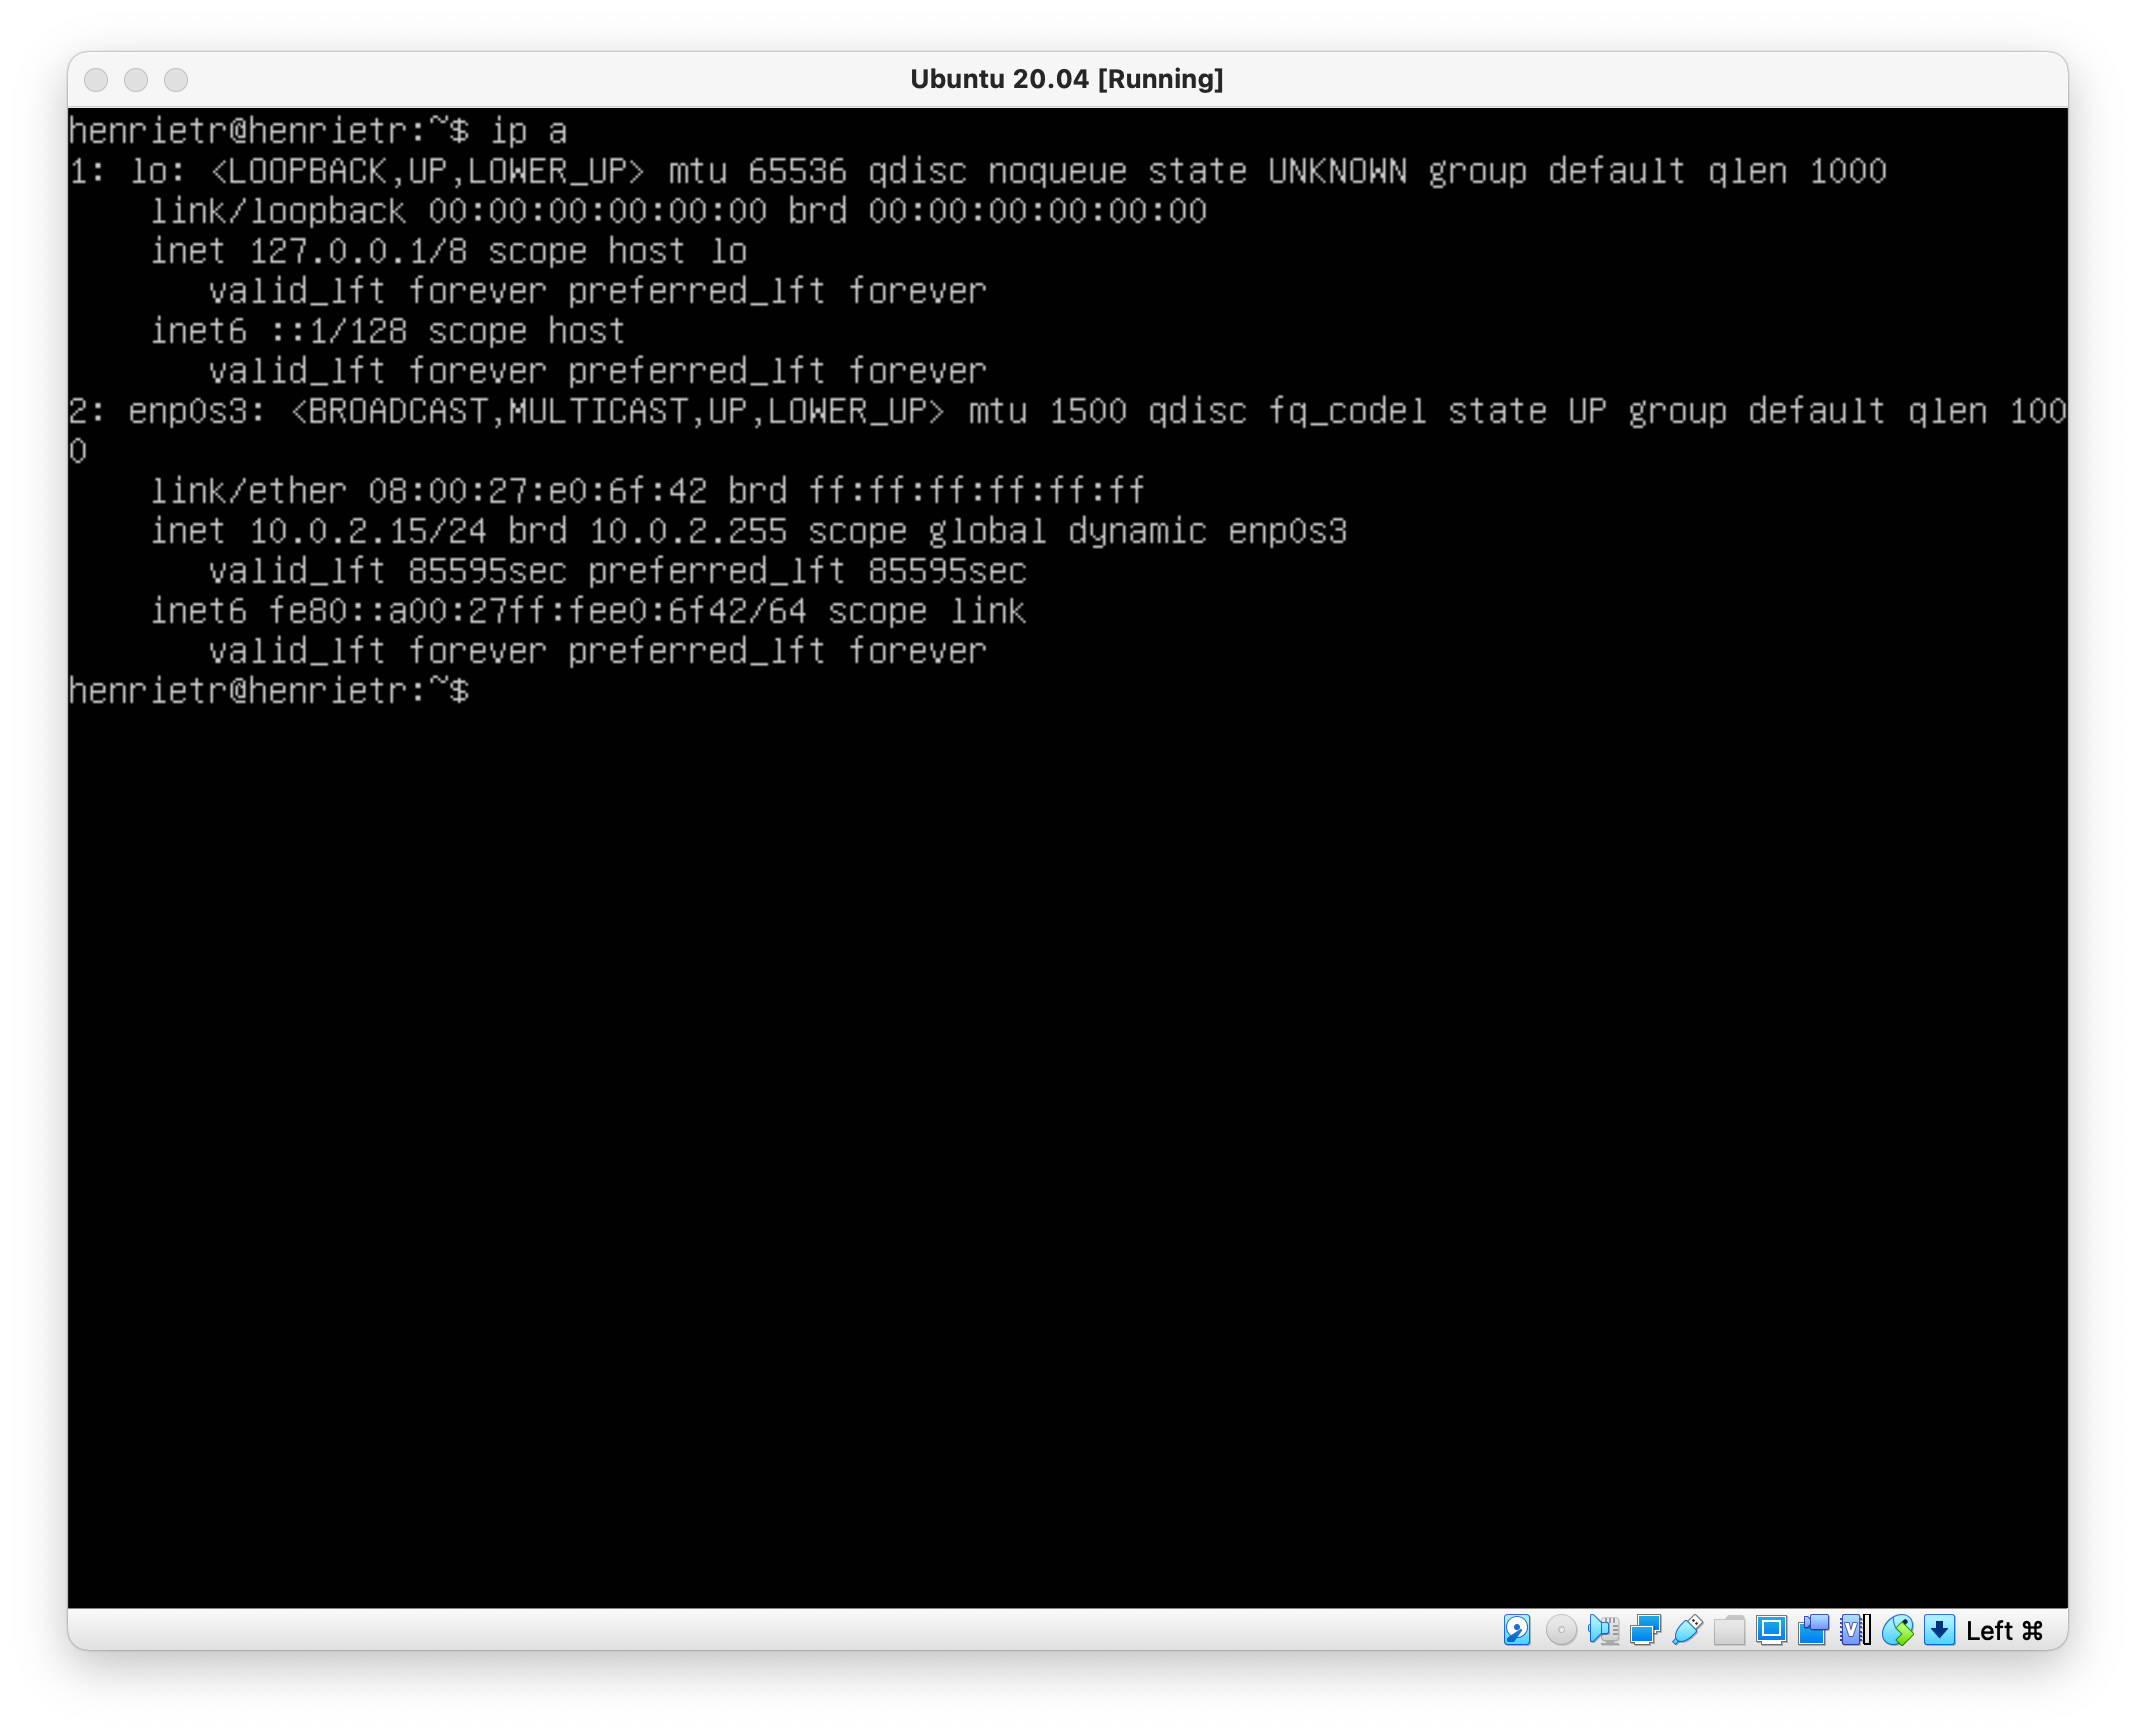 Ubuntu 20.04 [Running]
henrietr@henrietr:~$ ip a
1: lo: <LOOPBACK,UP,LOWER_UP> mtu 65536 qdisc noqueue state UNKNOWN group default qlen 1000
    link/loopback 00:00:00:00:00:00 brd 00:00:00:00:00:00
    inet 127.0.0.1/8 scope host lo
       valid_lft forever preferred_lft forever
    inet6 ::1/128 scope host
       valid_lft forever preferred_lft forever
2: enp0s3: <BROADCAST,MULTICAST,UP,LOWER_UP> mtu 1500 qdisc fq_codel state UP group default qlen 100
0
    link/ether 08:00:27:e0:6f:42 brd ff:ff:ff:ff:ff:ff
    inet 10.0.2.15/24 brd 10.0.2.255 scope global dynamic enp0s3
       valid_lft 85595sec preferred_lft 85595sec
    inet6 fe80::a00:27ff:fee0:6f42/64 scope link
       valid_lft forever preferred_lft forever
henrietr@henrietr:~$
Left ⌘